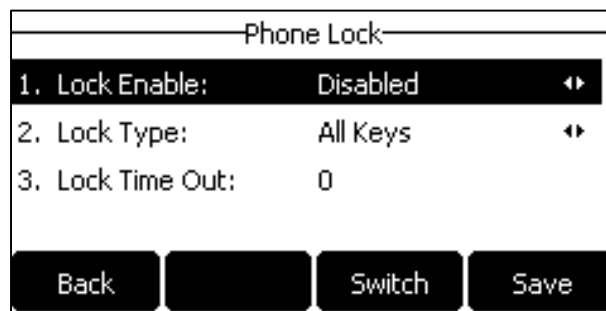 Phone Lock
1. Lock Enable: Disabled
2. Lock Type: All Keys
3. Lock Time Out: 0
Back Switch Save